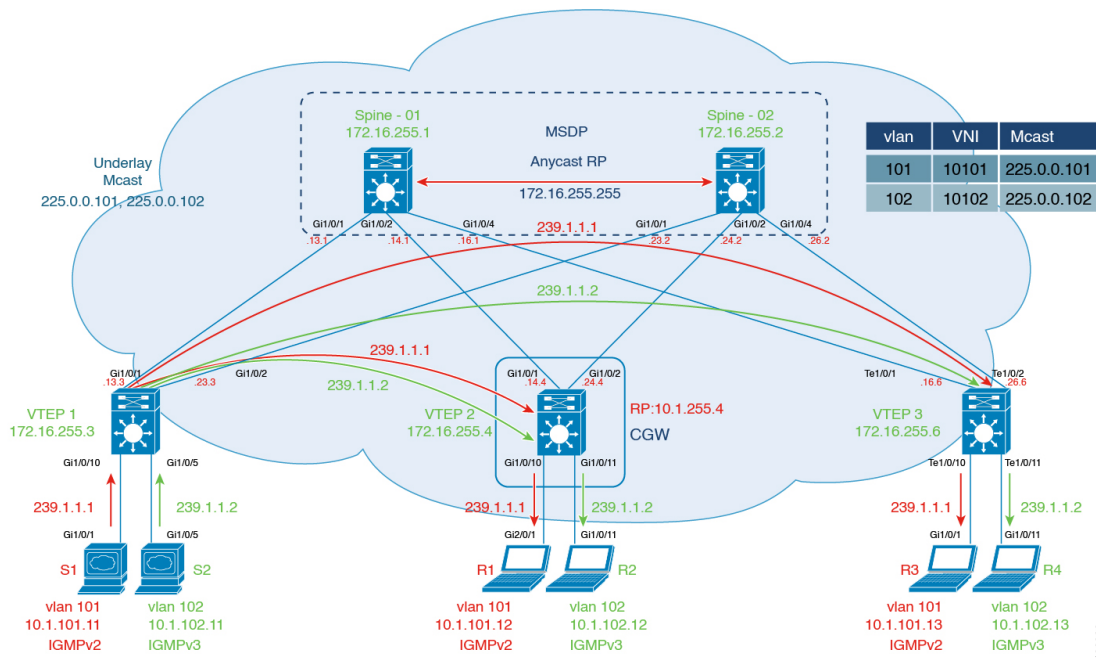 Spine - 01
172.16.255.1
Spine - 02
172.16.255.2
MSDP
Anycast RP
172.16.255.255
Underlay
Mcast
225.0.0.101, 225.0.0.102
vlan VNI Mcast
101 10101 225.0.0.101
102 10102 225.0.0.102
Gi1/0/1 Gi1/0/2 Gi1/0/4
.13.1 .14.1 .16.1
Gi1/0/1 Gi1/0/2 Gi1/0/4
.23.2 .24.2 .26.2
239.1.1.1
239.1.1.2
239.1.1.1
239.1.1.2
Gi1/0/1 Gi1/0/2
.13.3 .23.3
Gi1/0/1 Gi1/0/2
.14.4 .24.4
Te1/0/1 Te1/0/2
.16.6 .26.6
VTEP 1
172.16.255.3
VTEP 2
172.16.255.4
RP:10.1.255.4
CGW
VTEP 3
172.16.255.6
Gi1/0/10 Gi1/0/5
Gi1/0/10 Gi1/0/11
Te1/0/10 Te1/0/11
239.1.1.1 239.1.1.2
239.1.1.1 239.1.1.2
239.1.1.1 239.1.1.2
Gi1/0/1 Gi1/0/5
Gi2/0/1 Gi1/0/11
Gi1/0/1 Gi1/0/11
S1 S2
R1 R2
R3 R4
vlan 101
10.1.101.11
IGMPv2
vlan 102
10.1.102.11
IGMPv3
vlan 101
10.1.101.12
IGMPv2
vlan 102
10.1.102.12
IGMPv3
vlan 101
10.1.101.13
IGMPv2
vlan 102
10.1.102.13
IGMPv3